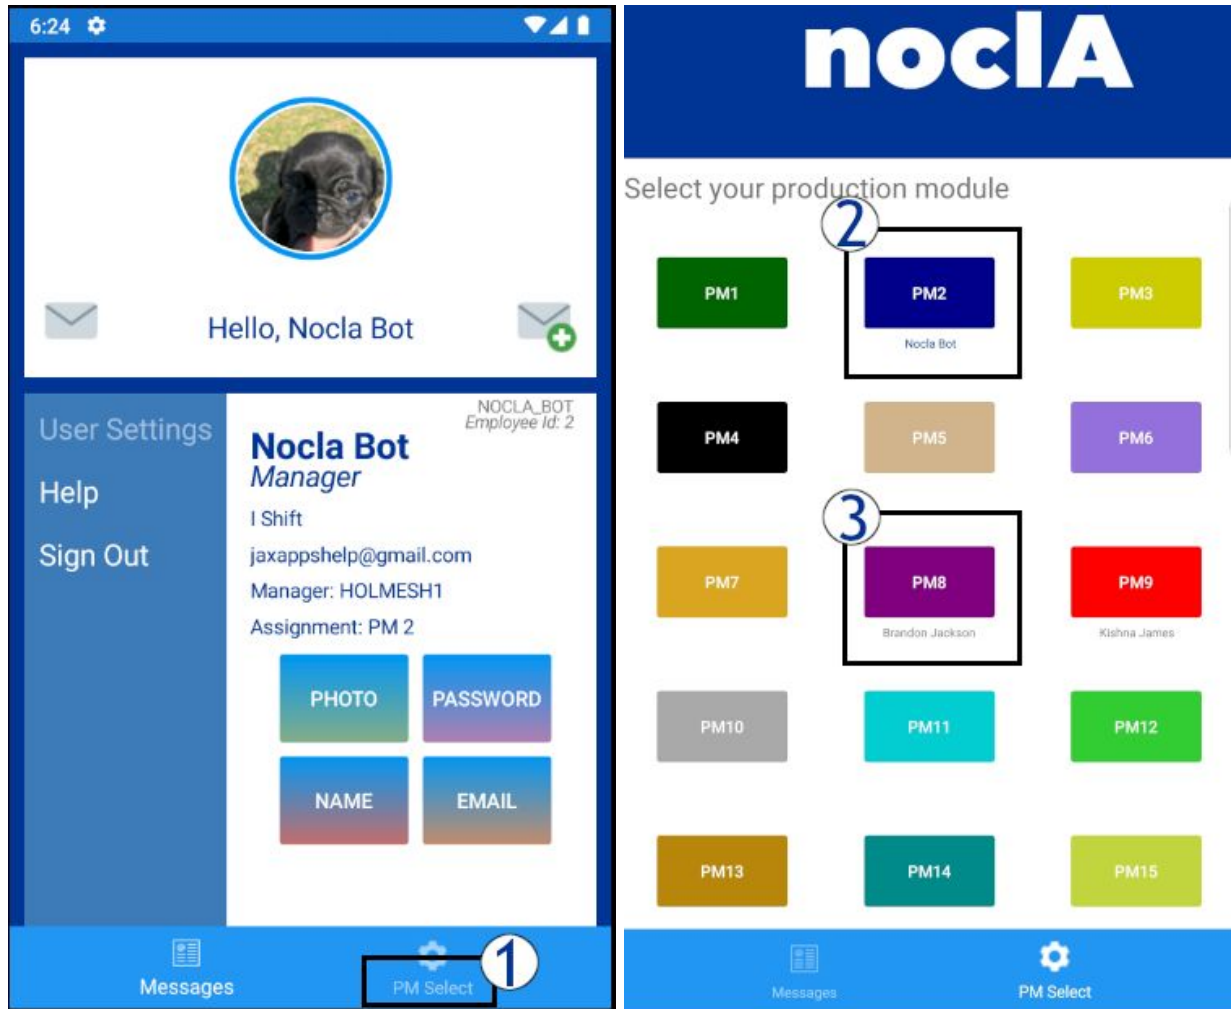 6:24
Hello, Nocla Bot
NOCLA_BOT
Employee Id: 2
User Settings
Help
Sign Out
Nocla Bot
Manager
I Shift
jaxappshelp@gmail.com
Manager: HOLMESH1
Assignment: PM 2
PHOTO
PASSWORD
NAME
EMAIL
Messages
PM Select
1
noclA
Select your production module
2
PM1
PM2
PM3
Nocla Bot
PM4
PM5
PM6
3
PM7
PM8
PM9
Brandon Jackson
Kishna James
PM10
PM11
PM12
PM13
PM14
PM15
Messages
PM Select